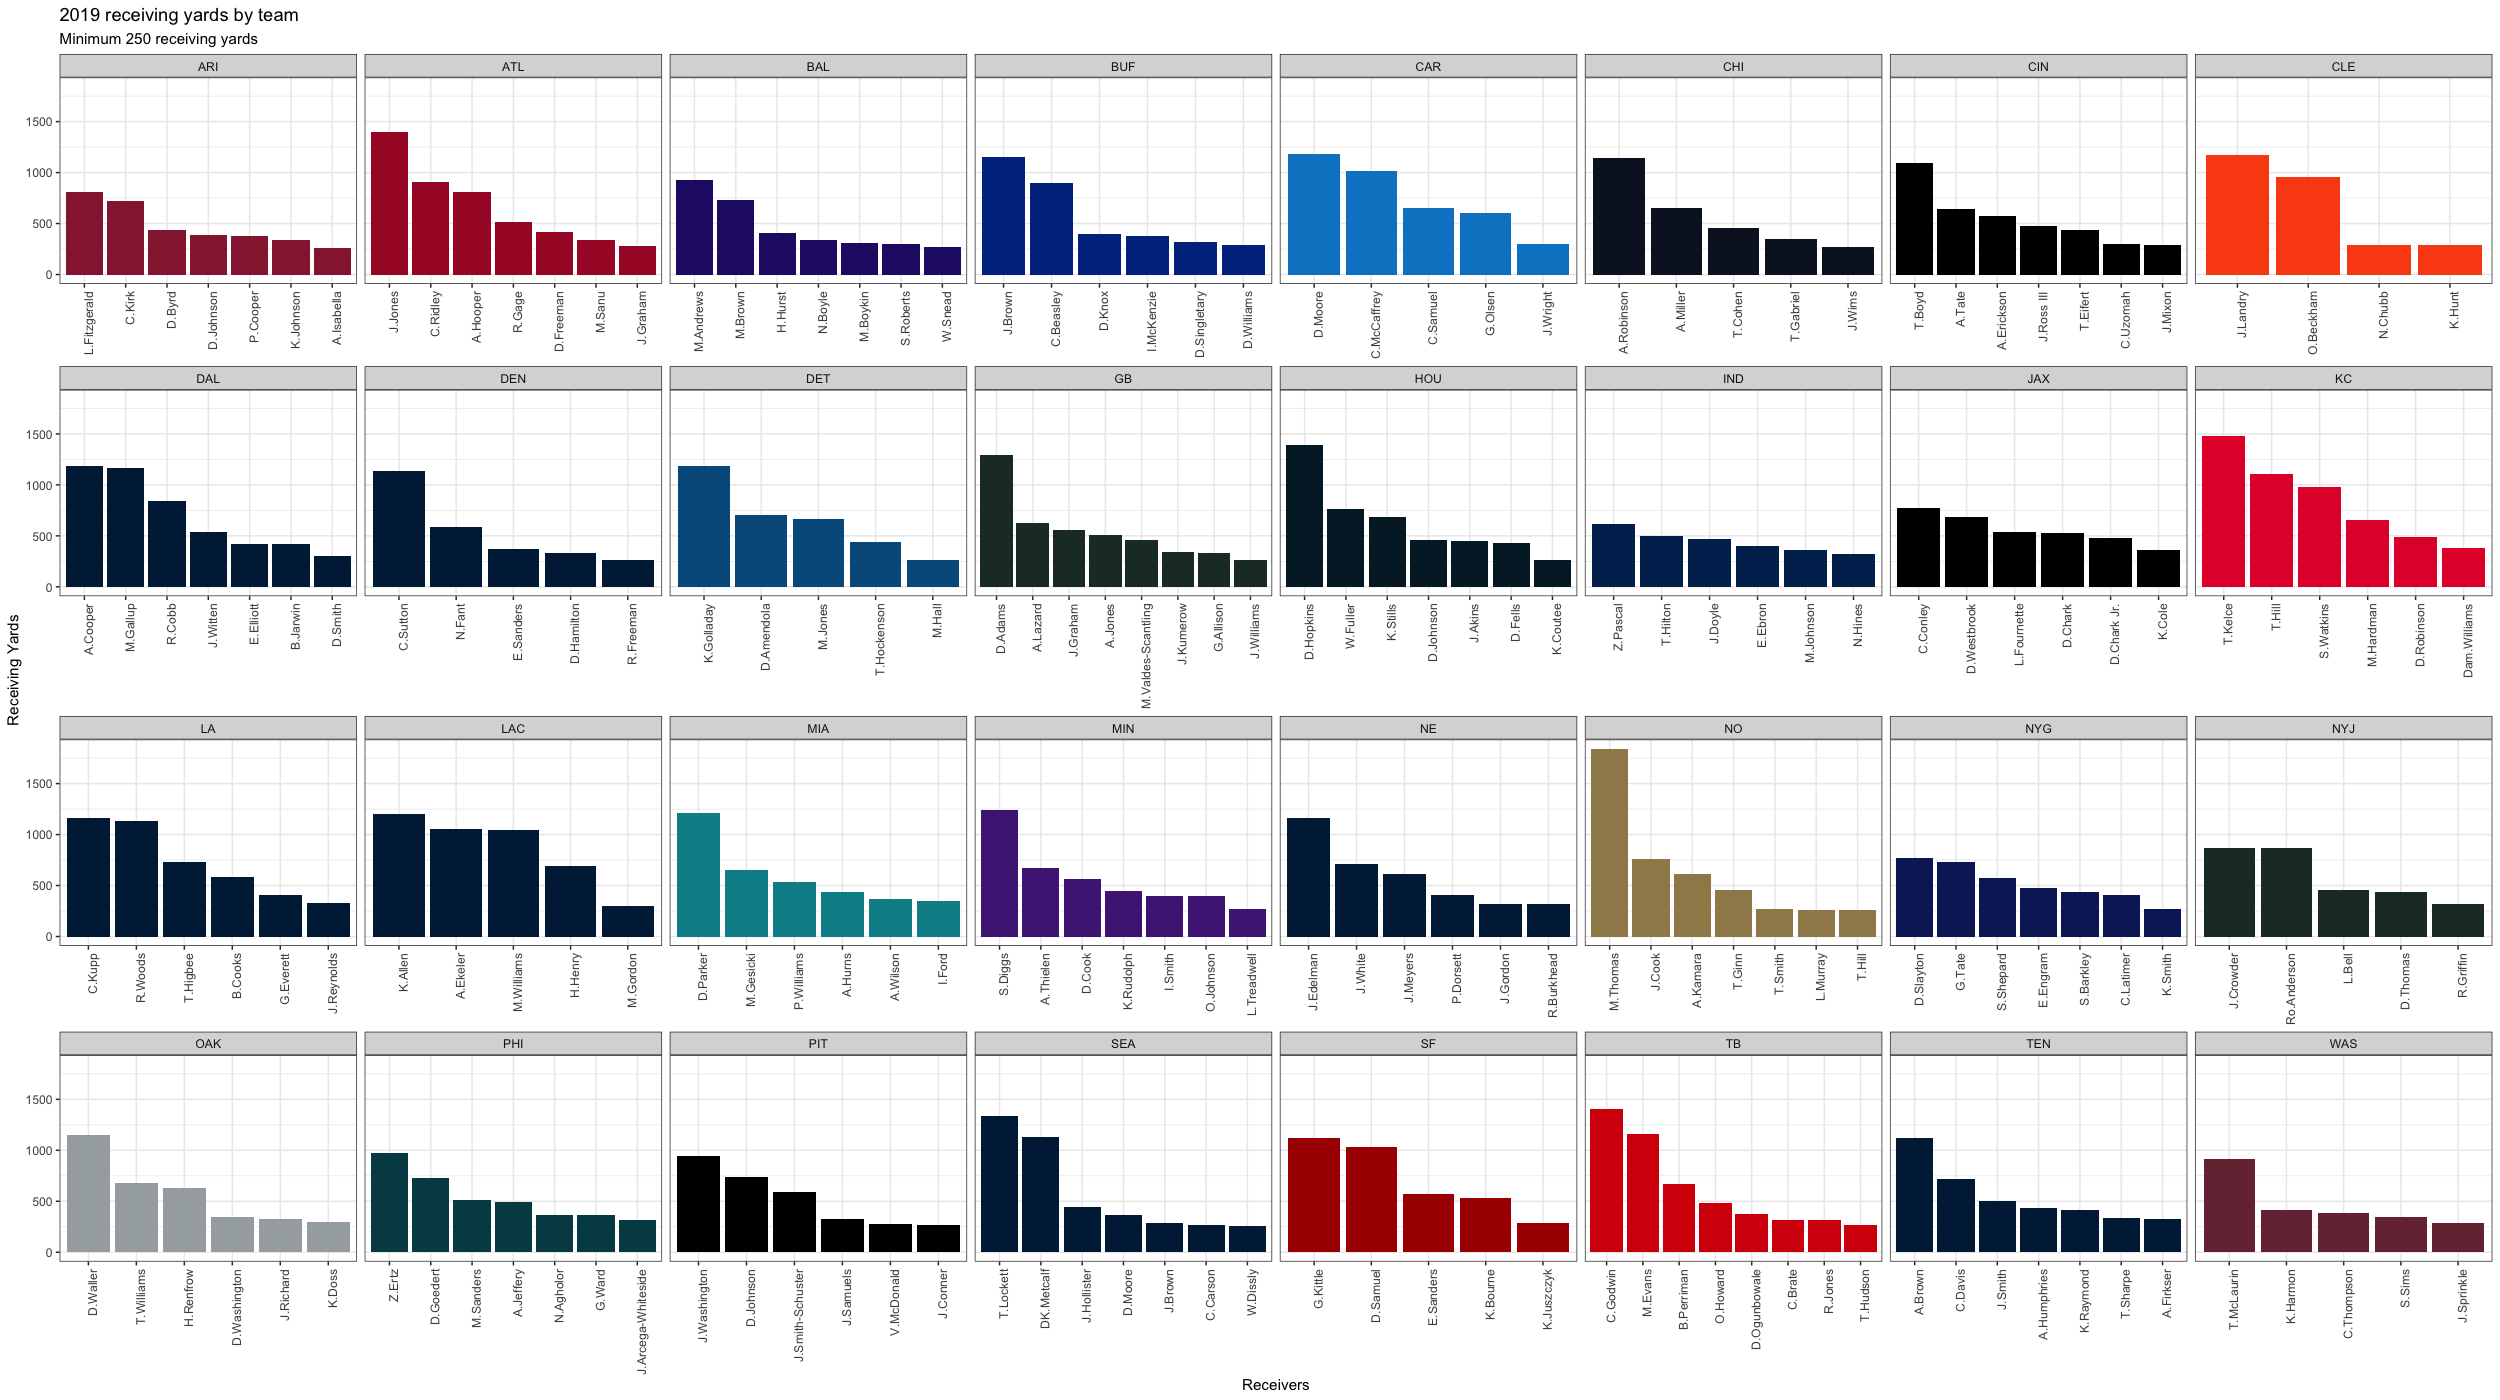 2019 receiving yards by team
Minimum 250 receiving yards
ARI ATL BAL BUF CAR CHI CIN CLE
1500
1000
500
0
L.Fitzgerald C.Kirk D.Byrd D.Johnson P.Cooper K.Johnson A.Isabella J.Jones C.Ridley A.Hooper R.Gage D.Freeman M.Sanu J.Graham M.Andrews M.Brown H.Hurst N.Boyle M.Boykin S.Roberts W.Snead J.Brown C.Beasley D.Knox I.McKenzie D.Singletary D.Williams D.Moore C.McCaffrey C.Samuel G.Olsen J.Wright A.Robinson A.Miller T.Cohen T.Gabriel J.Wims T.Boyd A.Tate A.Erickson J.Ross III T.Eifert C.Uzomah J.Mixon J.Landry O.Beckham N.Chubb K.Hunt
DAL DEN DET GB HOU IND JAX KC
1500
1000
500
0
A.Cooper M.Gallup R.Cobb J.Witten E.Elliott B.Jarwin D.Smith C.Sutton N.Fant E.Sanders D.Hamilton R.Freeman K.Golladay D.Amendola M.Jones T.Hockenson M.Hall D.Adams A.Lazard J.Graham A.Jones M.Valdes-Scantling J.Kumerow G.Allison J.Williams D.Hopkins W.Fuller K.Stills D.Johnson J.Akins D.Fells K.Coutee Z.Pascal T.Hilton J.Doyle E.Ebron M.Johnson N.Hines C.Conley D.Westbrook L.Fournette D.Chark D.Chark Jr. K.Cole T.Kelce T.Hill S.Watkins M.Hardman D.Robinson Dam.Williams
Receiving Yards
LA LAC MIA MIN NE NO NYG NYJ
1500
1000
500
0
C.Kupp R.Woods T.Higbee B.Cooks G.Everett J.Reynolds K.Allen A.Ekeler M.Williams H.Henry M.Gordon D.Parker M.Gesicki P.Williams A.Hurns A.Wilson I.Ford S.Diggs A.Thielen D.Cook K.Rudolph I.Smith O.Johnson L.Treadwell J.Edelman J.White J.Meyers P.Dorsett J.Gordon R.Burkhead M.Thomas J.Cook A.Kamara T.Ginn T.Smith L.Murray T.Hill D.Slayton G.Tate S.Shepard E.Engram S.Barkley C.Latimer K.Smith J.Crowder Ro.Anderson L.Bell D.Thomas R.Griffin
OAK PHI PIT SEA SF TB TEN WAS
1500
1000
500
0
D.Waller T.Williams H.Renfrow D.Washington J.Richard K.Doss Z.Ertz D.Goedert M.Sanders A.Jeffery N.Agholor G.Ward J.Arcega-Whiteside J.Washington D.Johnson J.Smith-Schuster J.Samuels V.McDonald J.Conner T.Lockett DK.Metcalf J.Hollister D.Moore J.Brown C.Carson W.Dissly G.Kittle D.Samuel E.Sanders K.Bourne K.Juszczyk C.Godwin M.Evans B.Perriman O.Howard D.Ogunbowale C.Brate R.Jones T.Hudson A.Brown C.Davis J.Smith A.Humphries K.Raymond T.Sharpe A.Firkser T.McLaurin K.Harmon C.Thompson S.Sims J.Sprinkle
Receivers